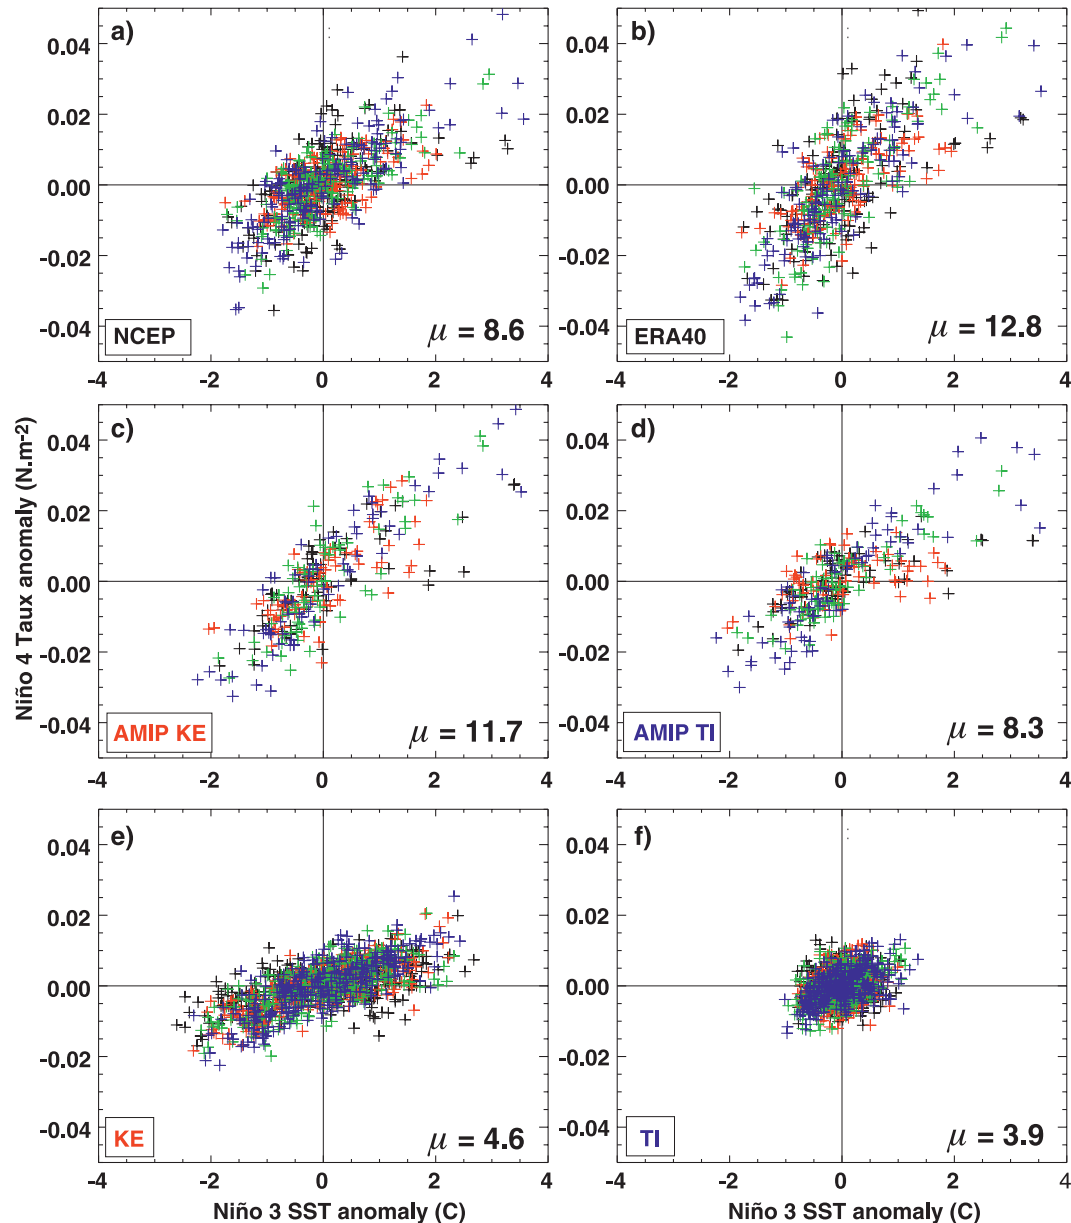 a)
0.04
0.02
0.00
-0.02
-0.04
NCEP
μ = 8.6
-4 -2 0 2 4
b)
0.04
0.02
0.00
-0.02
-0.04
ERA40
μ = 12.8
-4 -2 0 2 4
Niño 4 Taux anomaly (N.m-2)
c)
0.04
0.02
0.00
-0.02
-0.04
AMIP KE
μ = 11.7
-4 -2 0 2 4
d)
0.04
0.02
0.00
-0.02
-0.04
AMIP TI
μ = 8.3
-4 -2 0 2 4
e)
0.04
0.02
0.00
-0.02
-0.04
KE
μ = 4.6
-4 -2 0 2 4
Niño 3 SST anomaly (C)
f)
0.04
0.02
0.00
-0.02
-0.04
TI
μ = 3.9
-4 -2 0 2 4
Niño 3 SST anomaly (C)